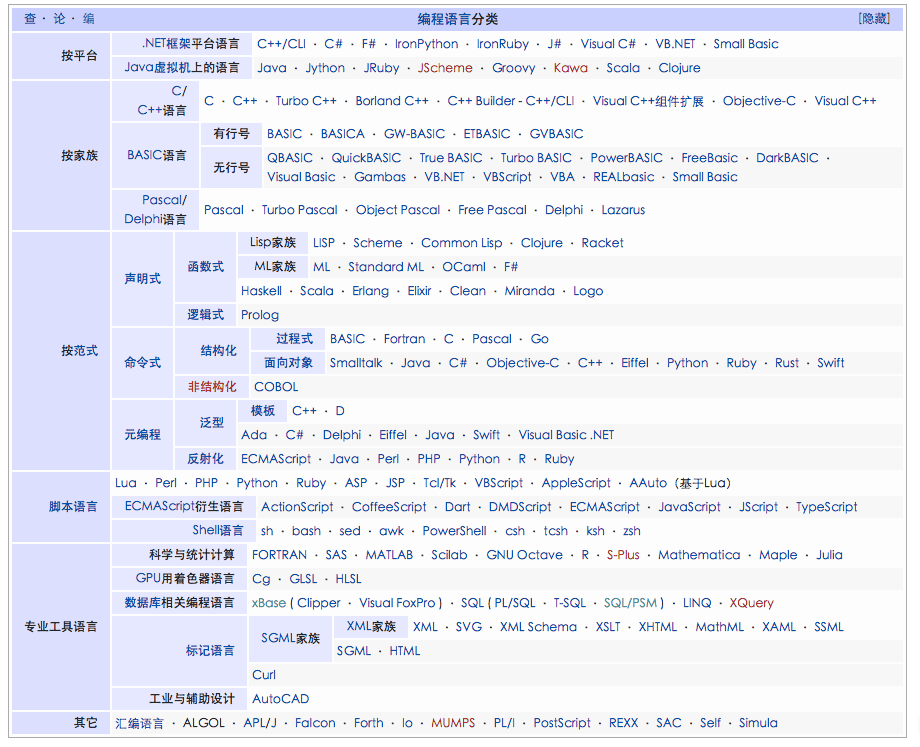 查 · 论 · 编 编程语言分类 [隐藏]
按平台
.NET框架平台语言 C++/CLI · C# · F# · IronPython · IronRuby · J# · Visual C# · VB.NET · Small Basic
Java虚拟机上的语言 Java · Jython · JRuby · JScheme · Groovy · Kawa · Scala · Clojure
按家族
C/
C++语言
C · C++ · Turbo C++ · Borland C++ · C++ Builder - C++/CLI · Visual C++组件扩展 · Objective-C · Visual C++
BASIC语言
有行号 BASIC · BASICA · GW-BASIC · ETBASIC · GVBASIC
无行号
QBASIC · QuickBASIC · True BASIC · Turbo BASIC · PowerBASIC · FreeBasic · DarkBASIC ·
Visual Basic · Gambas · VB.NET · VBScript · VBA · REALbasic · Small Basic
Pascal/
Delphi语言
Pascal · Turbo Pascal · Object Pascal · Free Pascal · Delphi · Lazarus
按范式
声明式
函数式
Lisp家族 LISP · Scheme · Common Lisp · Clojure · Racket
ML家族 ML · Standard ML · OCaml · F#
Haskell · Scala · Erlang · Elixir · Clean · Miranda · Logo
逻辑式 Prolog
命令式
结构化
过程式 BASIC · Fortran · C · Pascal · Go
面向对象 Smalltalk · Java · C# · Objective-C · C++ · Eiffel · Python · Ruby · Rust · Swift
非结构化 COBOL
元编程
泛型
模板 C++ · D
Ada · C# · Delphi · Eiffel · Java · Swift · Visual Basic .NET
反射化 ECMAScript · Java · Perl · PHP · Python · R · Ruby
脚本语言
Lua · Perl · PHP · Python · Ruby · ASP · JSP · Tcl/Tk · VBScript · AppleScript · AAuto（基于Lua）
ECMAScript衍生语言 ActionScript · CoffeeScript · Dart · DMDScript · ECMAScript · JavaScript · JScript · TypeScript
Shell语言 sh · bash · sed · awk · PowerShell · csh · tcsh · ksh · zsh
专业工具语言
科学与统计计算 FORTRAN · SAS · MATLAB · Scilab · GNU Octave · R · S-Plus · Mathematica · Maple · Julia
GPU用着色器语言 Cg · GLSL · HLSL
数据库相关编程语言 xBase ( Clipper · Visual FoxPro ) · SQL ( PL/SQL · T-SQL · SQL/PSM ) · LINQ · XQuery
标记语言
SGML家族
XML家族 XML · SVG · XML Schema · XSLT · XHTML · MathML · XAML · SSML
SGML · HTML
Curl
工业与辅助设计 AutoCAD
其它 汇编语言 · ALGOL · APL/J · Falcon · Forth · Io · MUMPS · PL/I · PostScript · REXX · SAC · Self · Simula